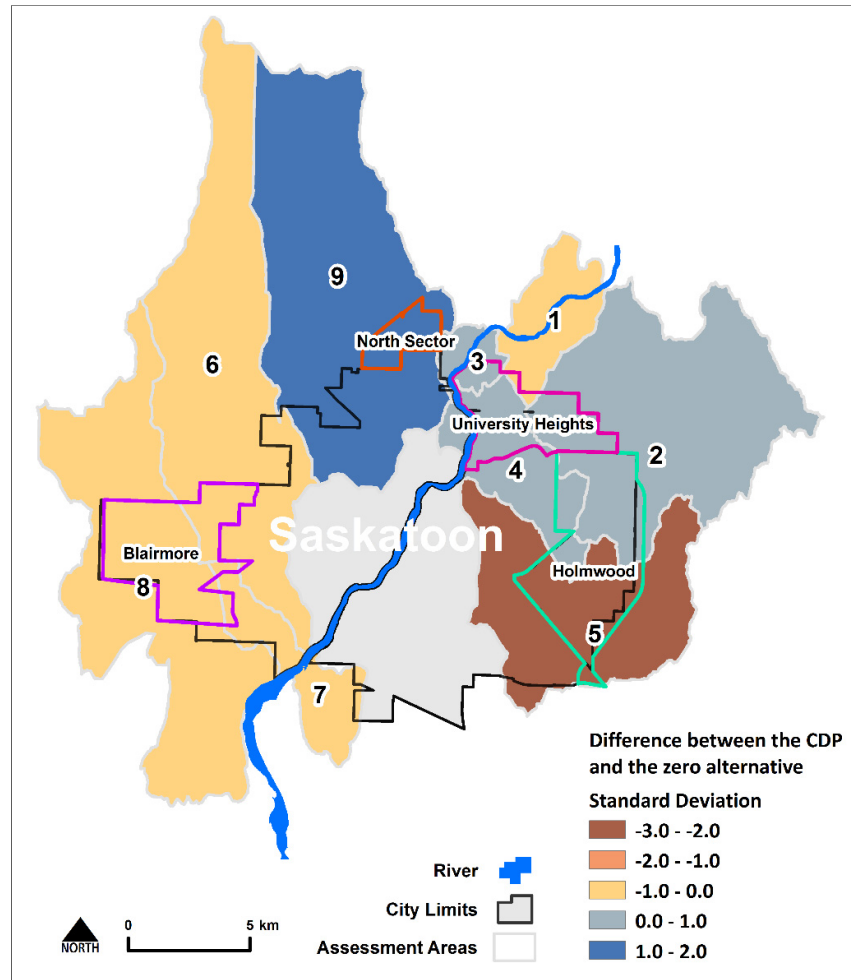 9
1
North Sector
3
6
University Heights
2
4
Saskatoon
Blairmore
Holmwood
8
5
7
Difference between the CDP
and the zero alternative
Standard Deviation
-3.0 - -2.0
-2.0 - -1.0
-1.0 - 0.0
0.0 - 1.0
1.0 - 2.0
River
City Limits
Assessment Areas
NORTH
0 5 km